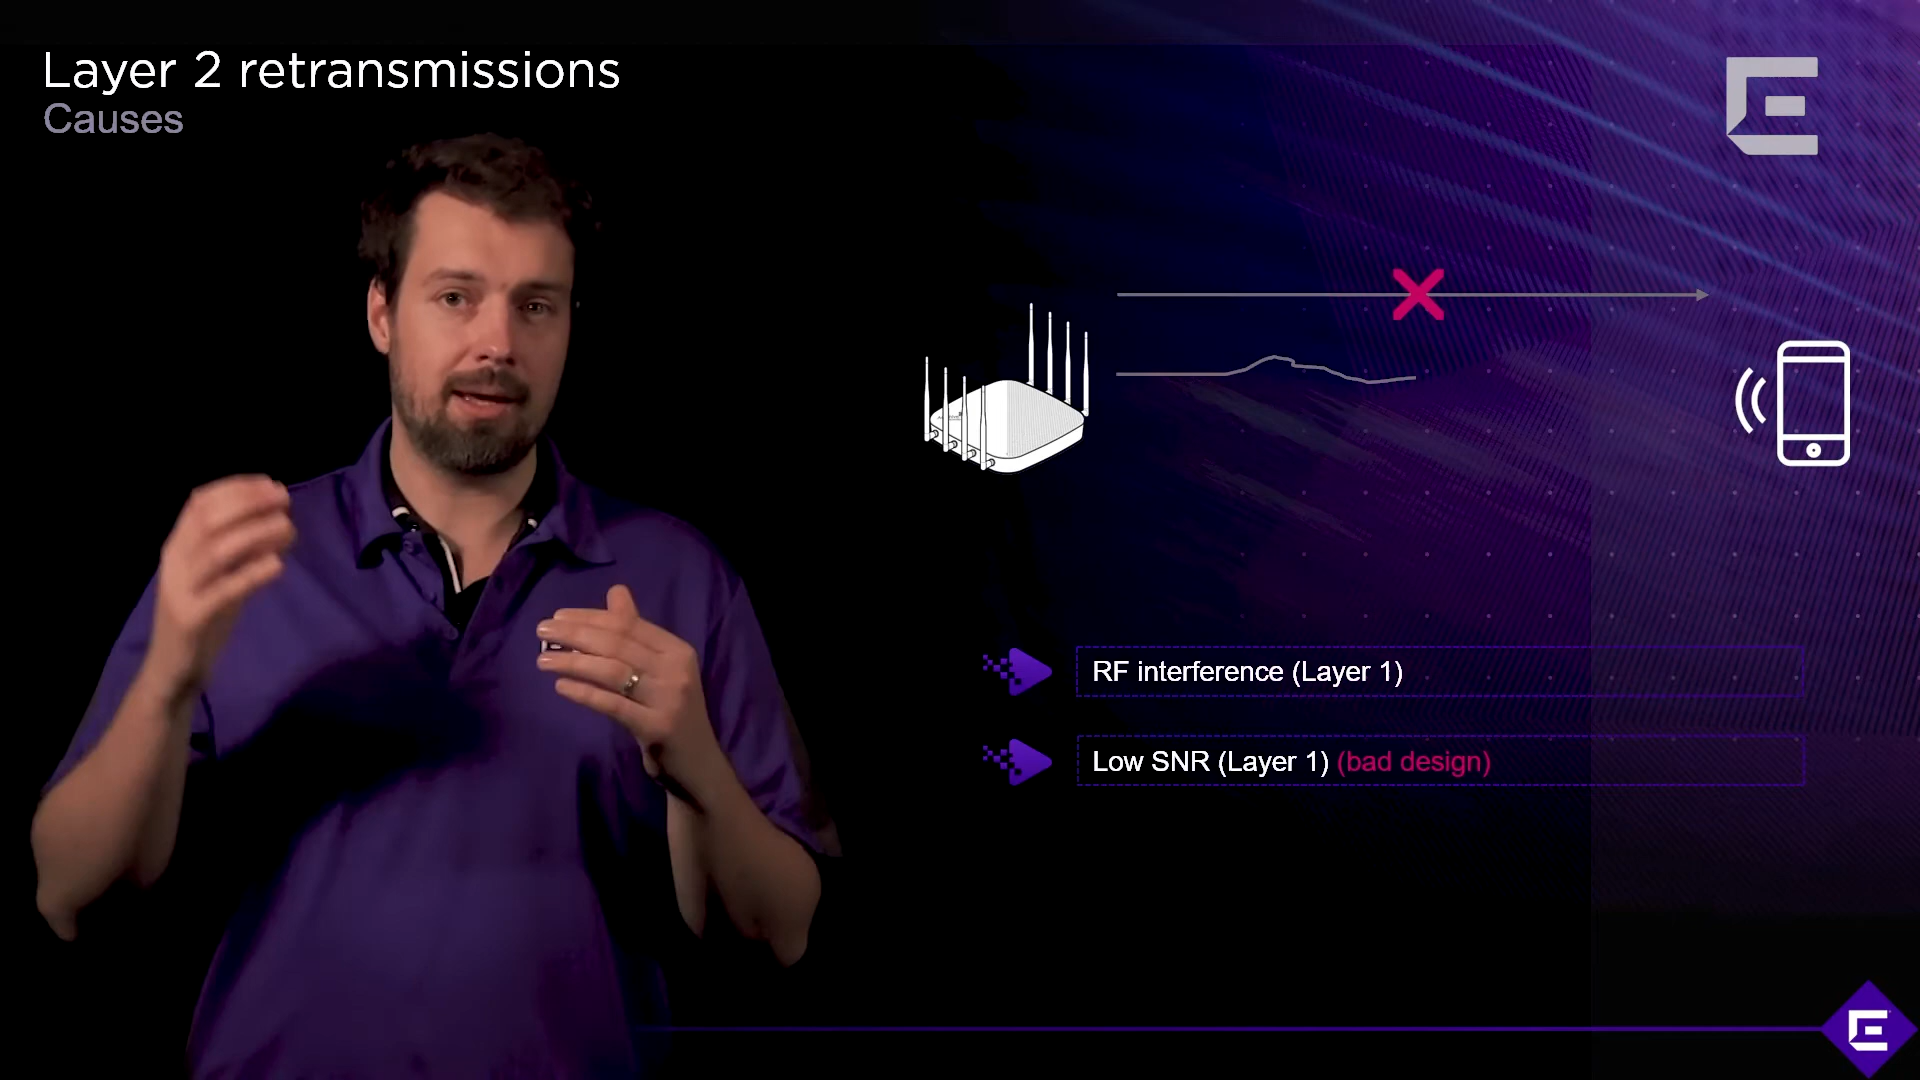 Layer 2 retransmissions
Causes
RF interference (Layer 1)
Low SNR (Layer 1) (bad design)